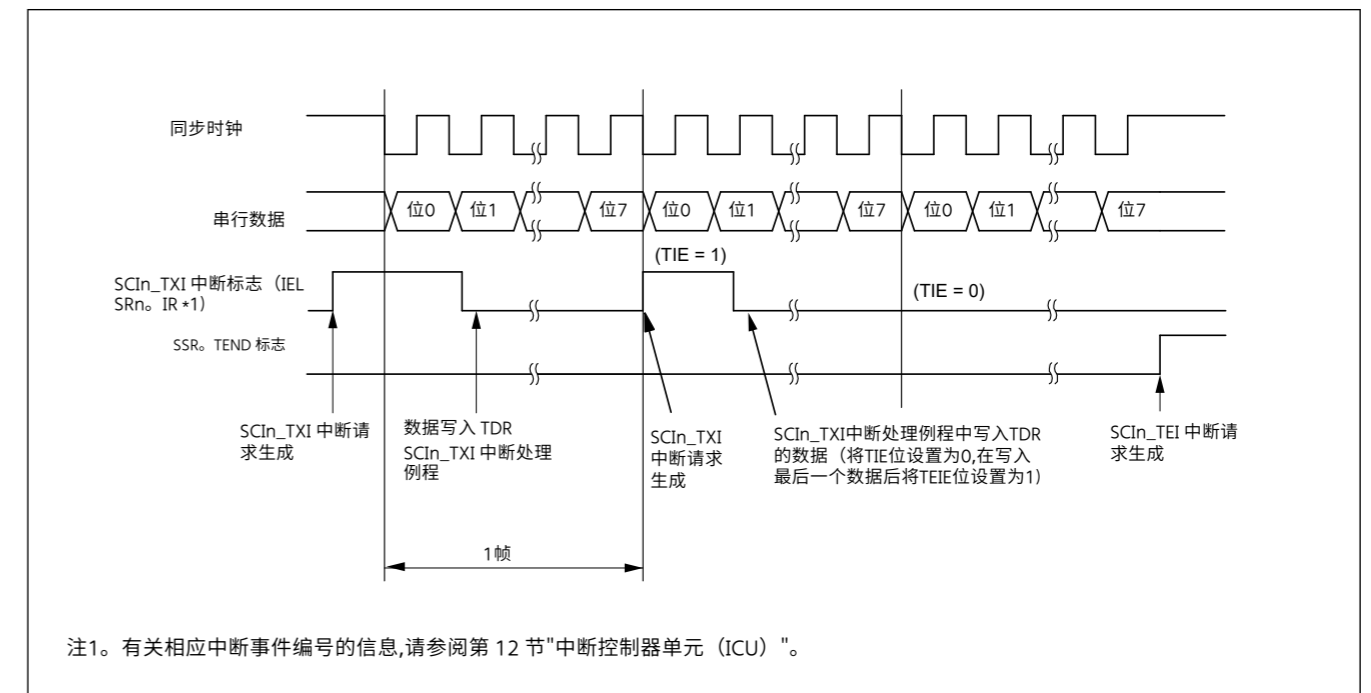 同步时钟
串行数据
位0 位1 位7 位0 位1 位7 位0 位1 位7
(TIE = 1)
SCIn_TXI 中断标志（IEL
SRn。IR *1)
(TIE = 0)
SSR。TEND 标志
SCIn_TXI 中断请
求生成
数据写入 TDR
SCIn_TXI 中断处理
例程
SCIn_TXI
中断请求
生成
SCIn_TXI中断处理例程中写入TDR
的数据（将TIE位设置为0,在写入
最后一个数据后将TEIE位设置为1)
SCIn_TEI 中断请
求生成
1帧
注1。有关相应中断事件编号的信息,请参阅第 12 节"中断控制器单元（ICU）"。